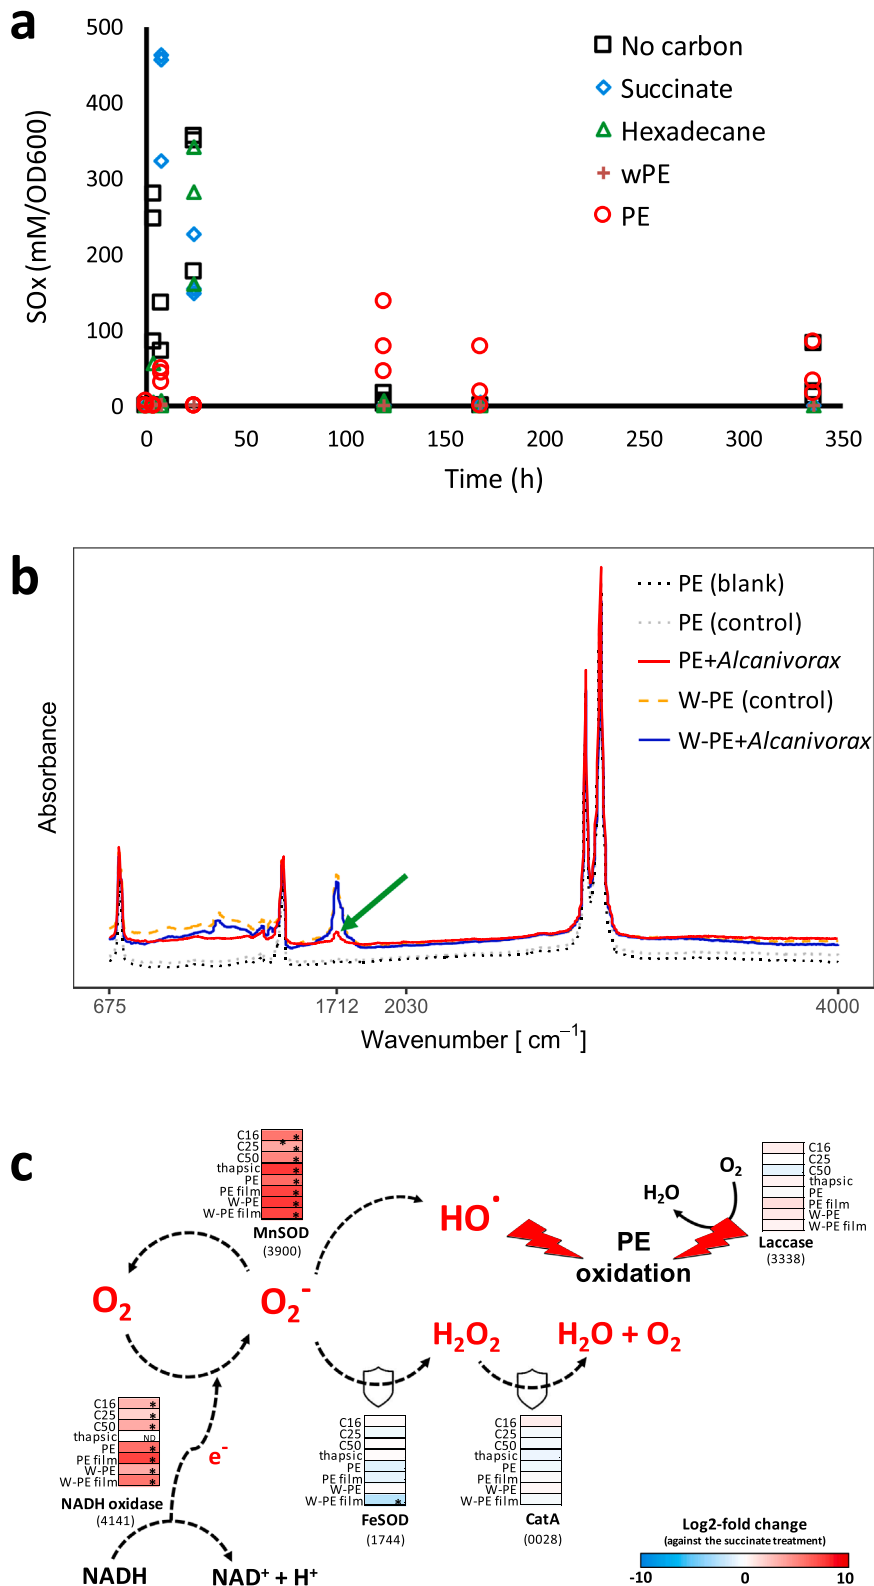 a
500
400
300
200
100
0
SOx (mM/OD600)
0 50 100 150 200 250 300 350
Time (h)
No carbon
Succinate
Hexadecane
wPE
PE
b
Absorbance
PE (blank)
PE (control)
PE+Alcanivorax
W-PE (control)
W-PE+Alcanivorax
675 1712 2030 4000
Wavenumber [ cm−1]
c
C16
C25
C50
thapsic
PE
PE film
W-PE
W-PE film
MnSOD
(3900)
C16
C25
C50
thapsic
PE
PE film
W-PE
W-PE film
Laccase
(3338)
O2
H2O
HO•
PE
oxidation
O2
O2-
H2O2
H2O + O2
C16
C25
C50
thapsic ND
PE
PE film
W-PE
W-PE film
NADH oxidase
(4141)
e-
NADH
NAD+ + H+
C16
C25
C50
thapsic
PE
PE film
W-PE
W-PE film
FeSOD
(1744)
C16
C25
C50
thapsic
PE
PE film
W-PE
W-PE film
CatA
(0028)
Log2-fold change
(against the succinate treatment)
-10 0 10